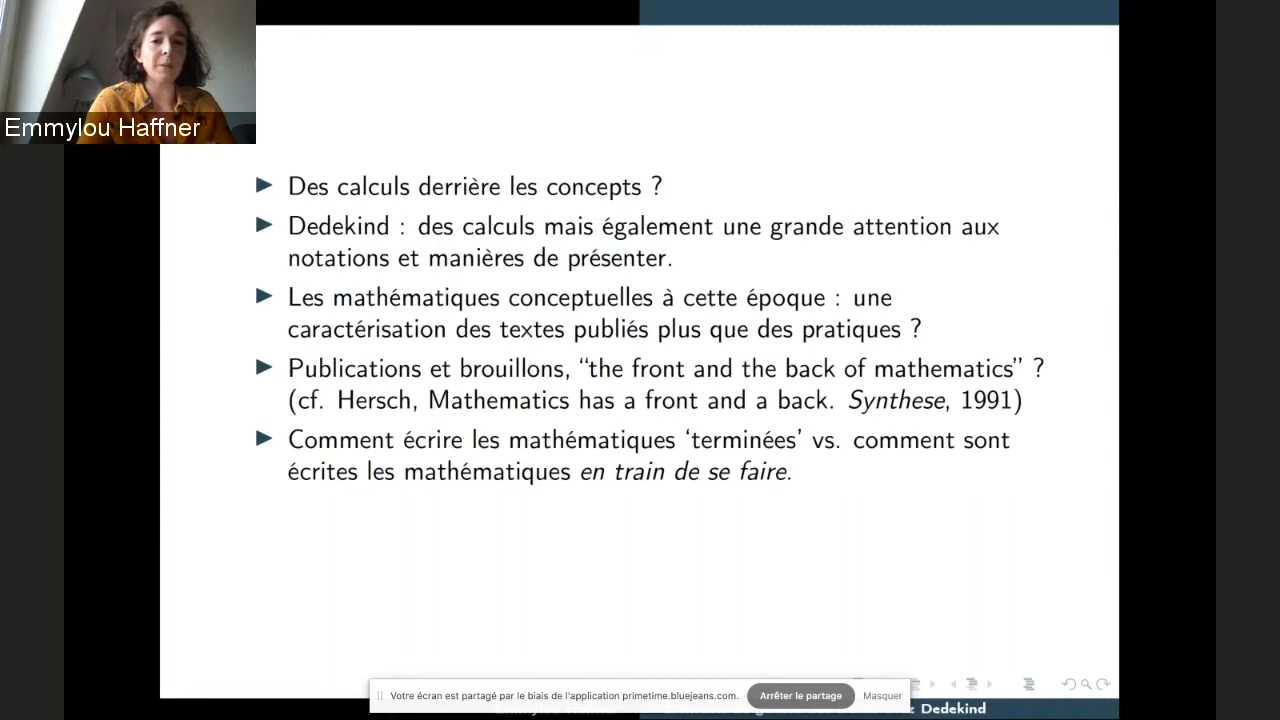 Emmylou Haffner
Des calculs derrière les concepts ?
Dedekind : des calculs mais également une grande attention aux
notations et manières de présenter.
Les mathématiques conceptuelles à cette époque : une
caractérisation des textes publiés plus que des pratiques ?
Publications et brouillons, “the front and the back of mathematics” ?
(cf. Hersch, Mathematics has a front and a back. Synthese, 1991)
Comment écrire les mathématiques ‘terminées’ vs. comment sont
écrites les mathématiques en train de se faire.
Votre écran est partagé par le biais de l'application primetime.bluejeans.com.
Arrêter le partage
Masquer
Dedekind